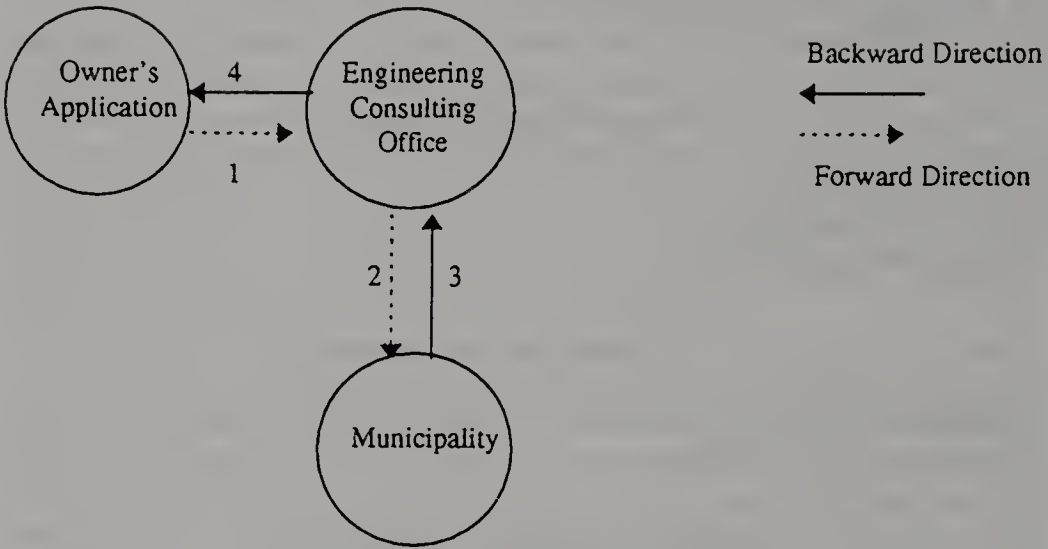 Owner's
Application
4
1
Engineering
Consulting
Office
2
3
Municipality
Backward Direction
Forward Direction